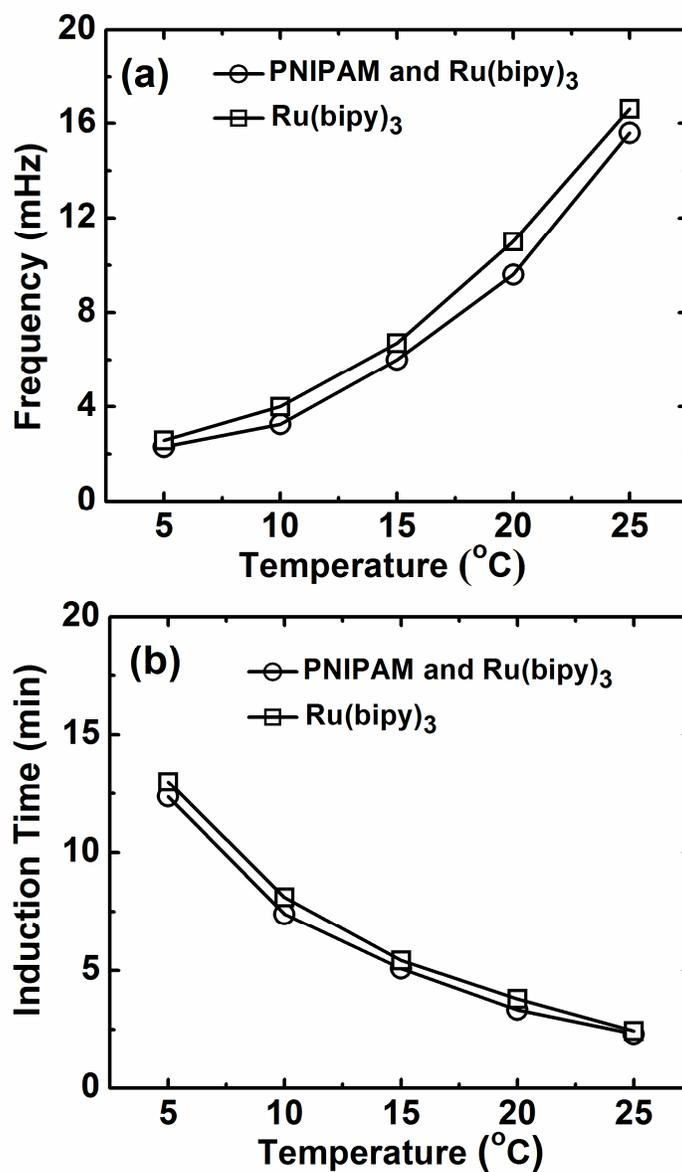 (a)
PNIPAM and Ru(bipy)3
Ru(bipy)3
Frequency (mHz)
20
16
12
8
4
0
5 10 15 20 25
Temperature (°C)
(b)
PNIPAM and Ru(bipy)3
Ru(bipy)3
Induction Time (min)
20
15
10
5
0
5 10 15 20 25
Temperature (°C)